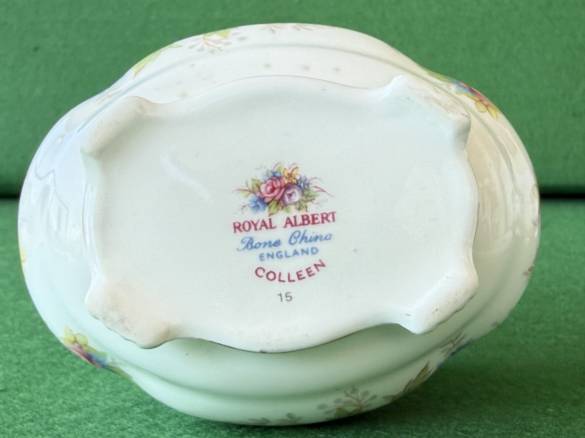 ROYAL ALBERT
Bone China
ENGLAND
COLLEEN
15